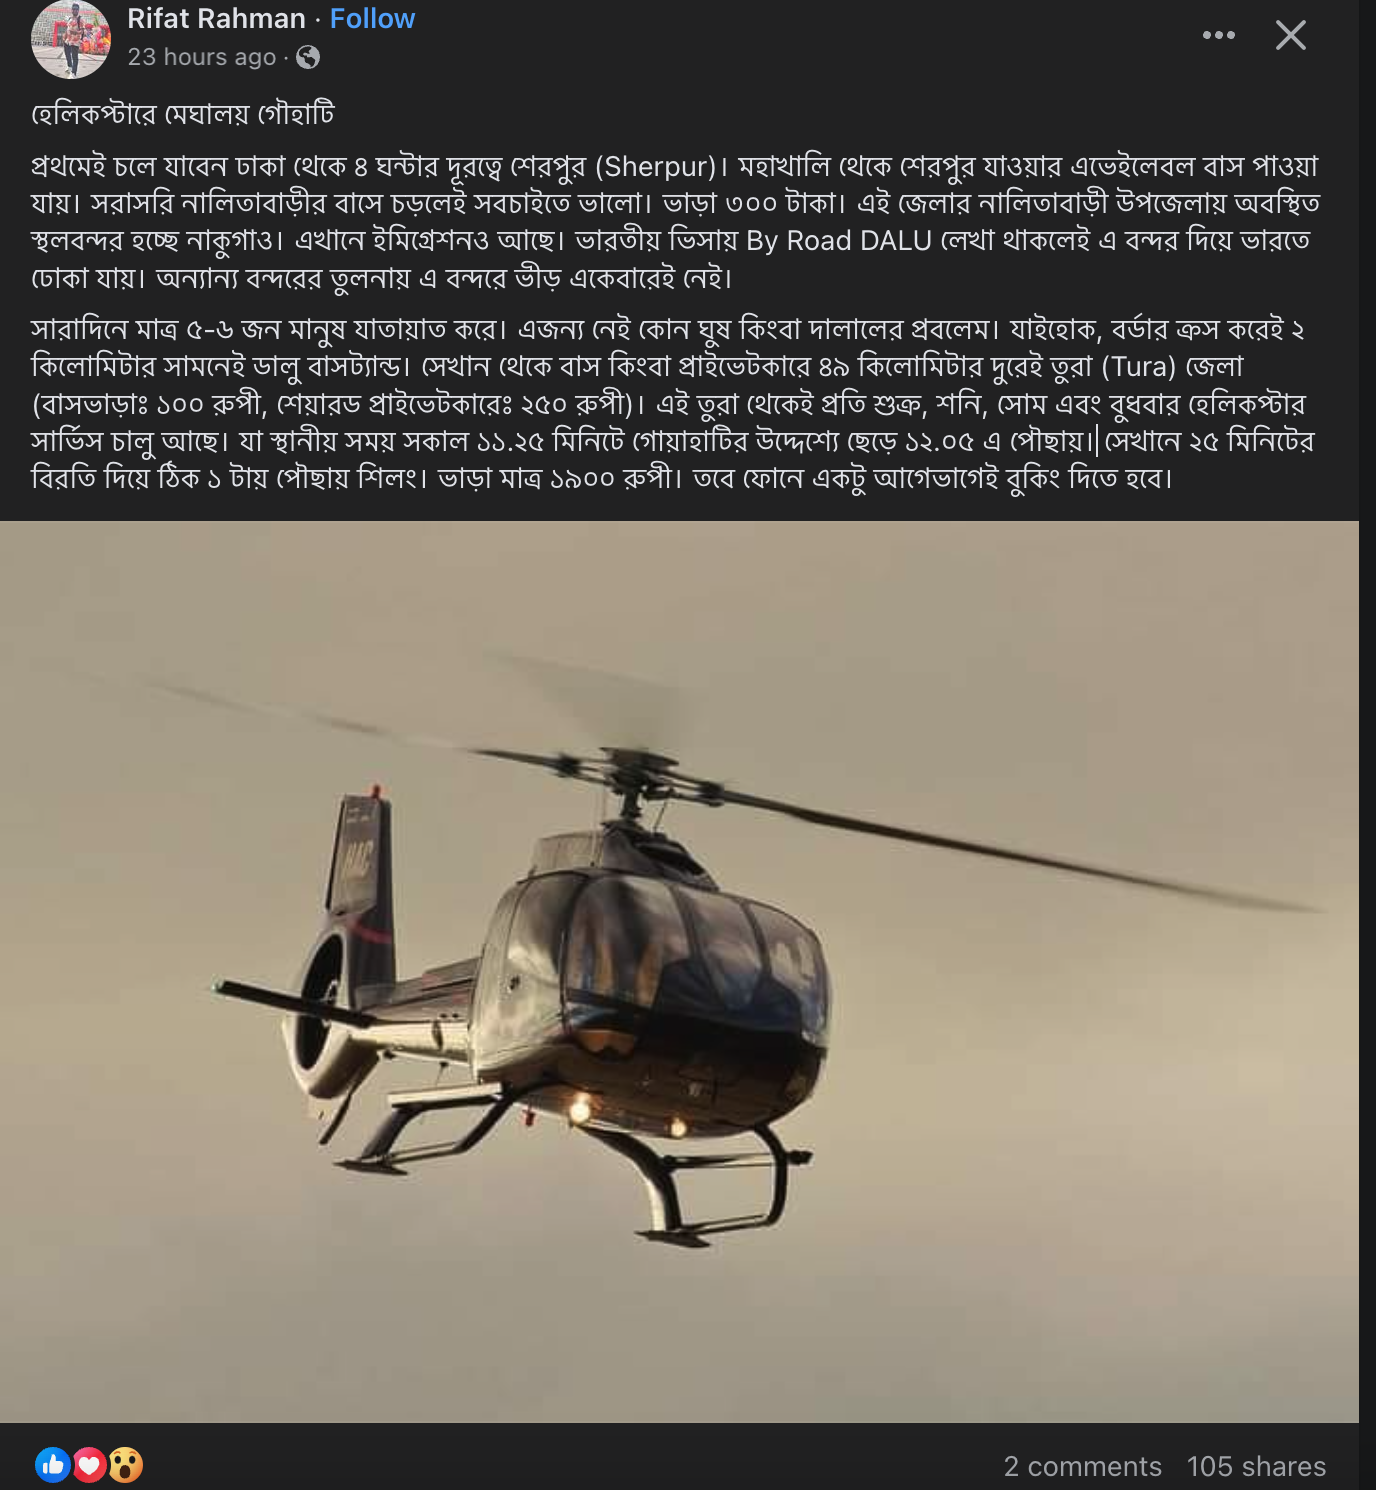 Rifat Rahman · Follow
23 hours ago ·
হেলিকপ্টারে মেঘালয় গৌহাটি
প্রথমেই চলে যাবেন ঢাকা থেকে ৪ ঘন্টার দূরত্বে শেরপুর (Sherpur)। মহাখালি থেকে শেরপুর যাওয়ার এভেইলেবল বাস পাওয়া
যায়। সরাসরি নালিতাবাড়ীর বাসে চড়লেই সবচাইতে ভালো। ভাড়া ৩০০ টাকা। এই জেলার নালিতাবাড়ী উপজেলায় অবস্থিত
স্থলবন্দর হচ্ছে নাকুগাও। এখানে ইমিগ্রেশনও আছে। ভারতীয় ভিসায় By Road DALU লেখা থাকলেই এ বন্দর দিয়ে ভারতে
ঢোকা যায়। অন্যান্য বন্দরের তুলনায় এ বন্দরে ভীড় একেবারেই নেই।
সারাদিনে মাত্র ৫-৬ জন মানুষ যাতায়াত করে। এজন্য নেই কোন ঘুষ কিংবা দালালের প্রবলেম। যাইহোক, বর্ডার ক্রস করেই ২
কিলোমিটার সামনেই ডালু বাসট্যান্ড। সেখান থেকে বাস কিংবা প্রাইভেটকারে ৪৯ কিলোমিটার দুরেই তুরা (Tura) জেলা
(বাসভাড়াঃ ১০০ রুপী, শেয়ারড প্রাইভেটকারেঃ ২৫০ রুপী)। এই তুরা থেকেই প্রতি শুক্র, শনি, সোম এবং বুধবার হেলিকপ্টার
সার্ভিস চালু আছে। যা স্থানীয় সময় সকাল ১১.২৫ মিনিটে গোয়াহাটির উদ্দেশ্যে ছেড়ে ১২.০৫ এ পৌছায়। সেখানে ২৫ মিনিটের
বিরতি দিয়ে ঠিক ১ টায় পৌছায় শিলং। ভাড়া মাত্র ১৯০০ রুপী। তবে ফোনে একটু আগেভাগেই বুকিং দিতে হবে।
HAC
2 comments 105 shares